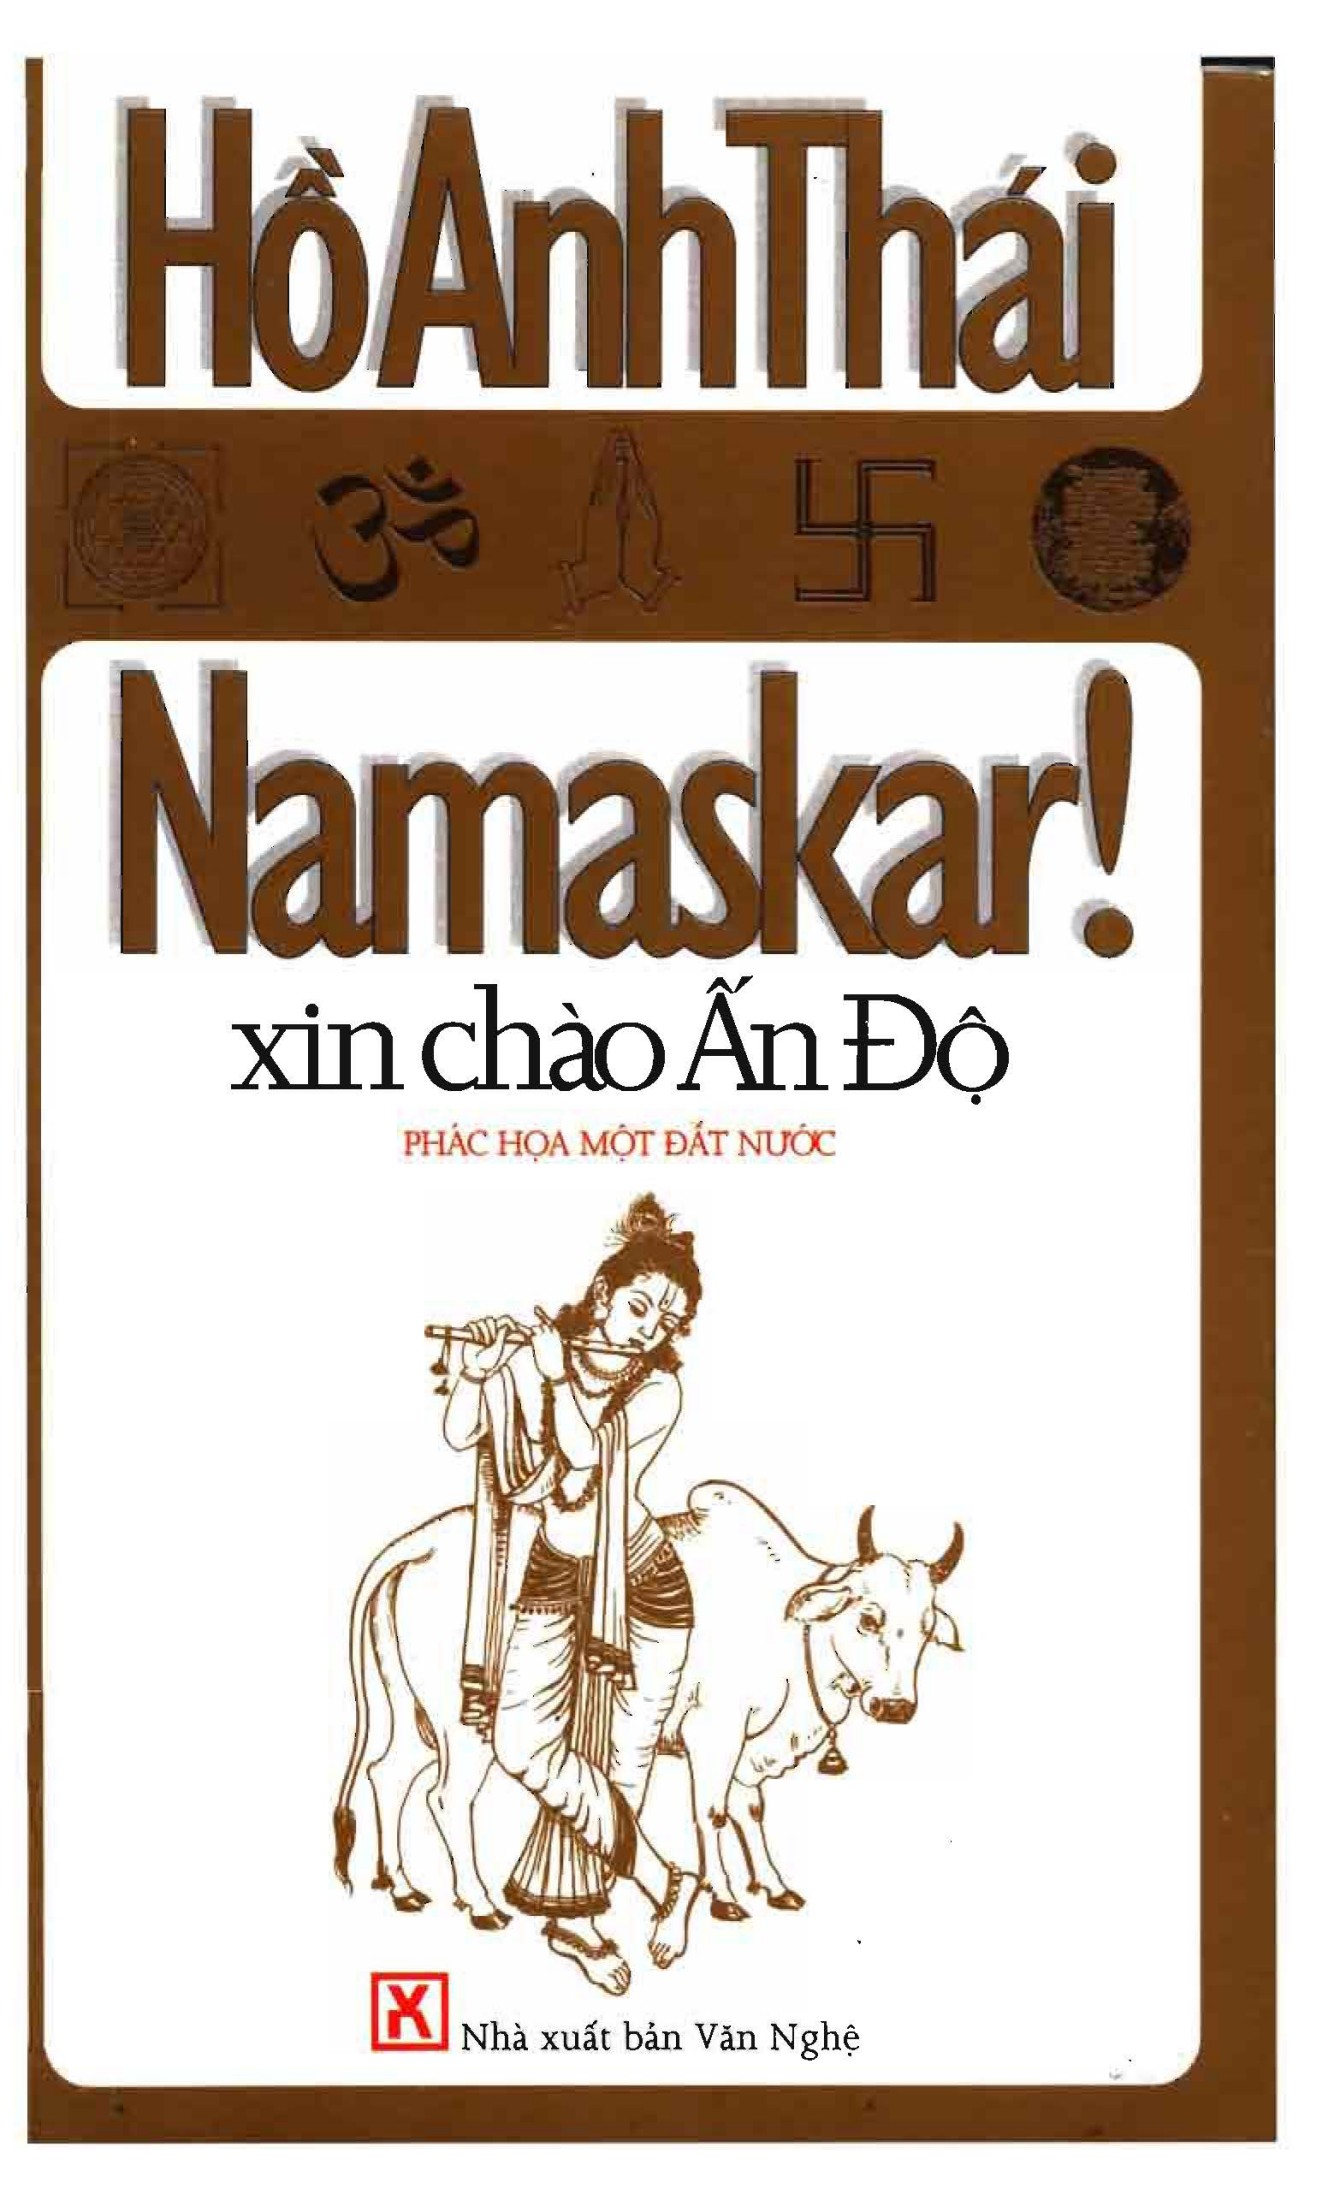 Hồ Anh Thái
ॐ
Namaskar!
xin chào Ấn Độ
PHÁC HỌA MỘT ĐẤT NƯỚC
Nhà xuất bản Văn Nghệ